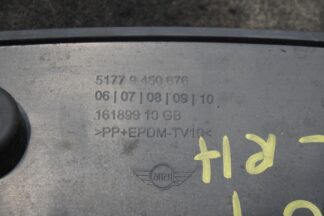 5177 9 450 676
06 | 07 | 08 | 09 | 10
161899 10 GB
>PP+EPDM-TV10<
MINI
- RH